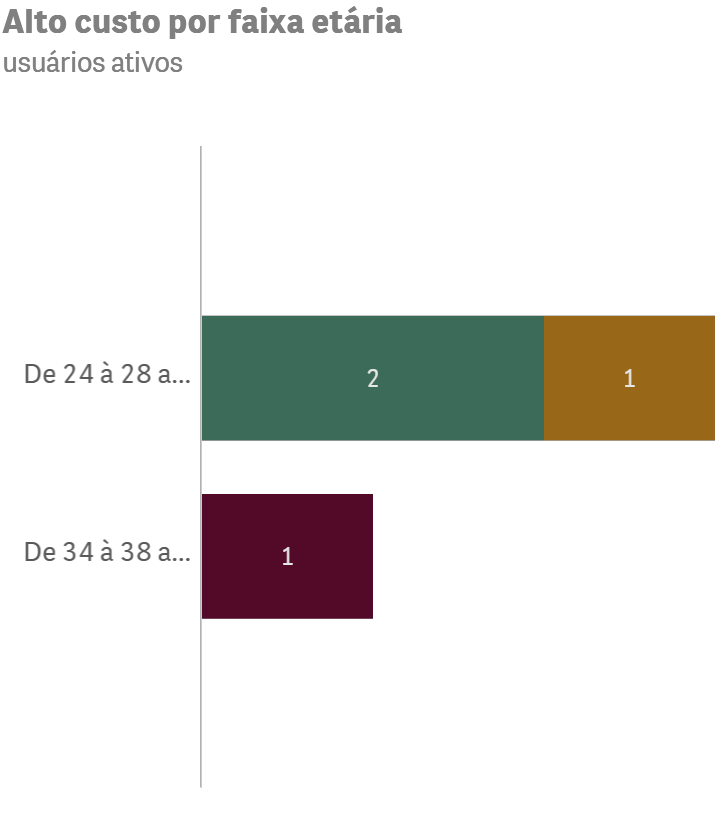 Alto custo por faixa etária
usuários ativos
De 24 à 28 a...
2
1
De 34 à 38 a...
1